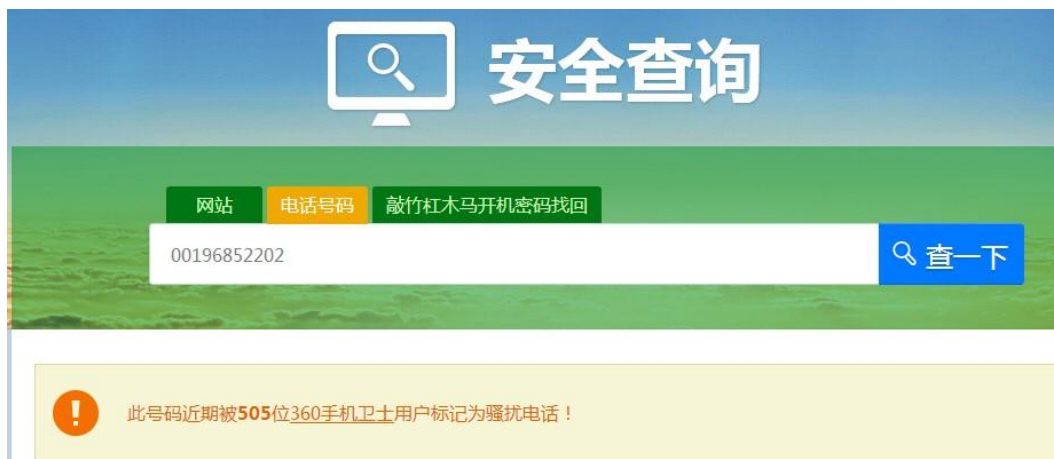 安全查询
网站 电话号码 敲竹杠木马开机密码找回
00196852202 查一下
此号码近期被505位360手机卫士用户标记为骚扰电话！